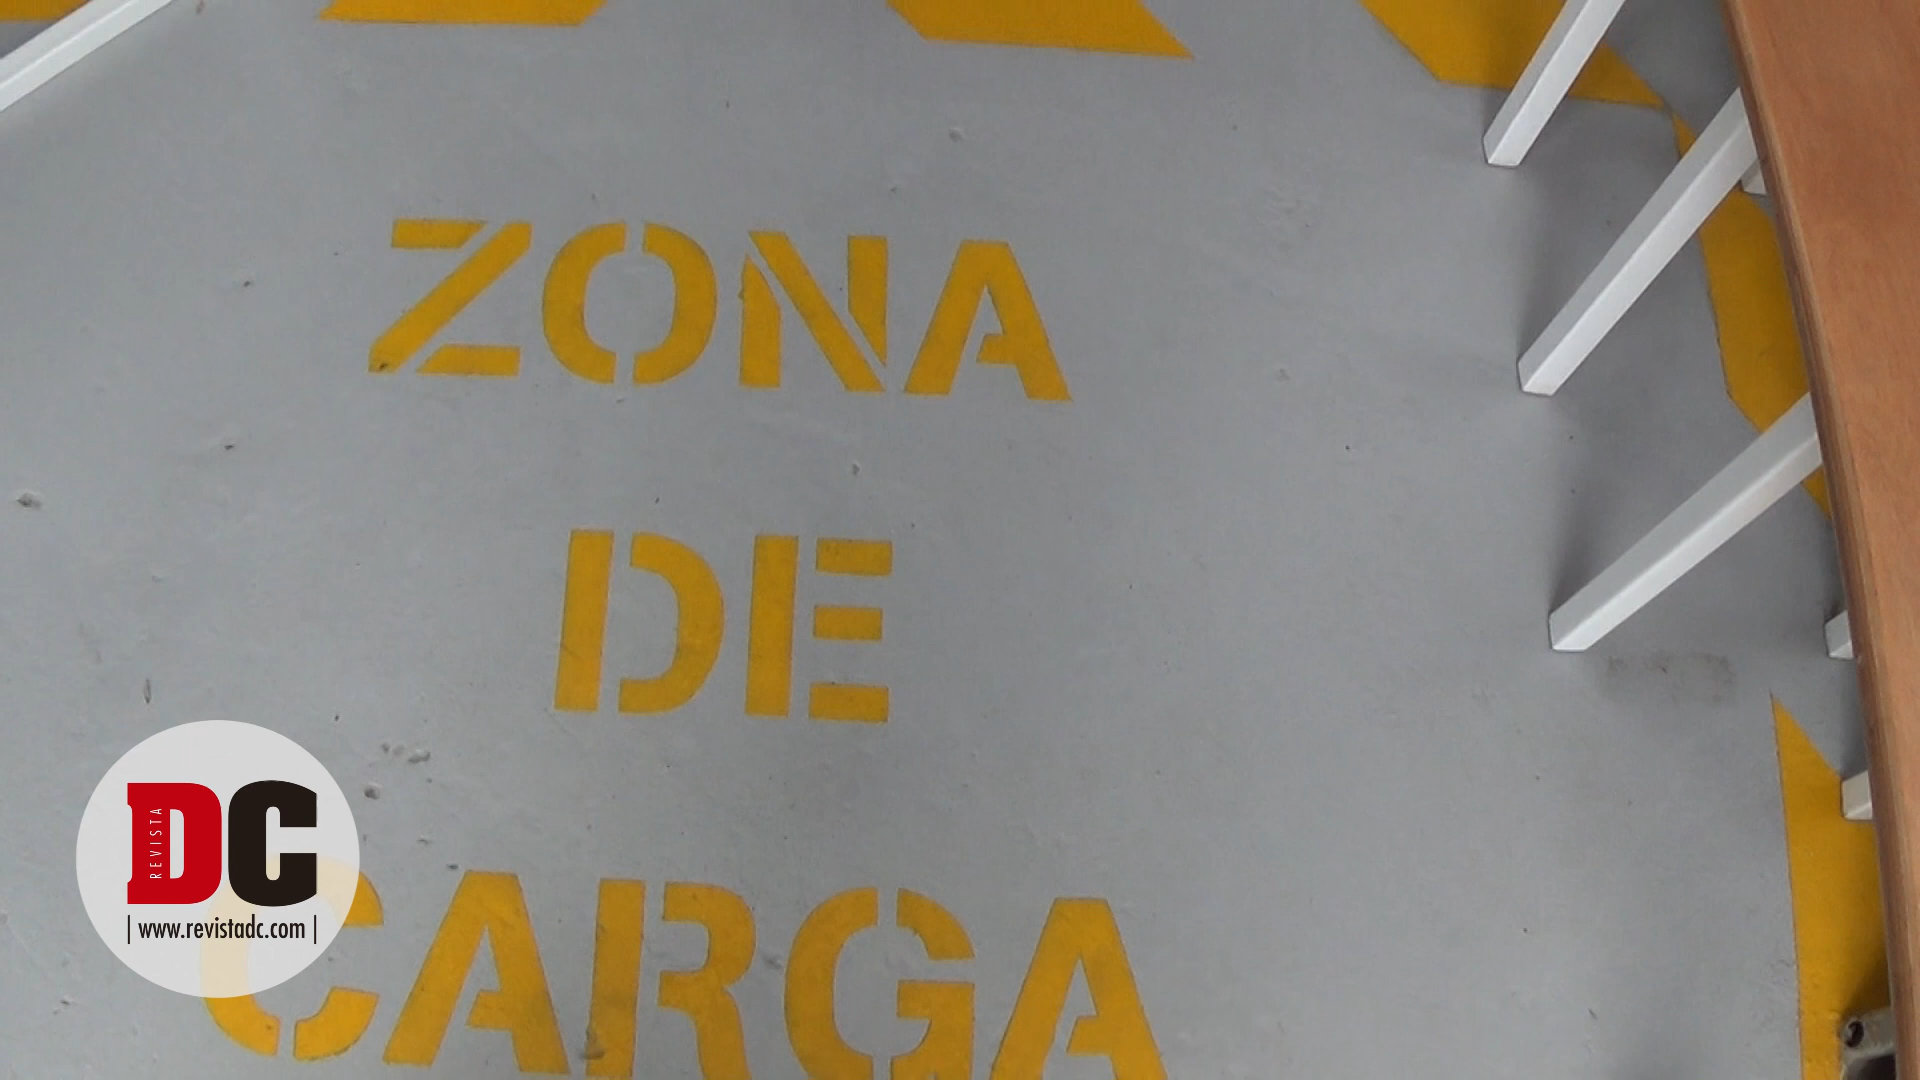 ZONA
DE
CARGA
REVISTA
DC
| www.revistadc.com |